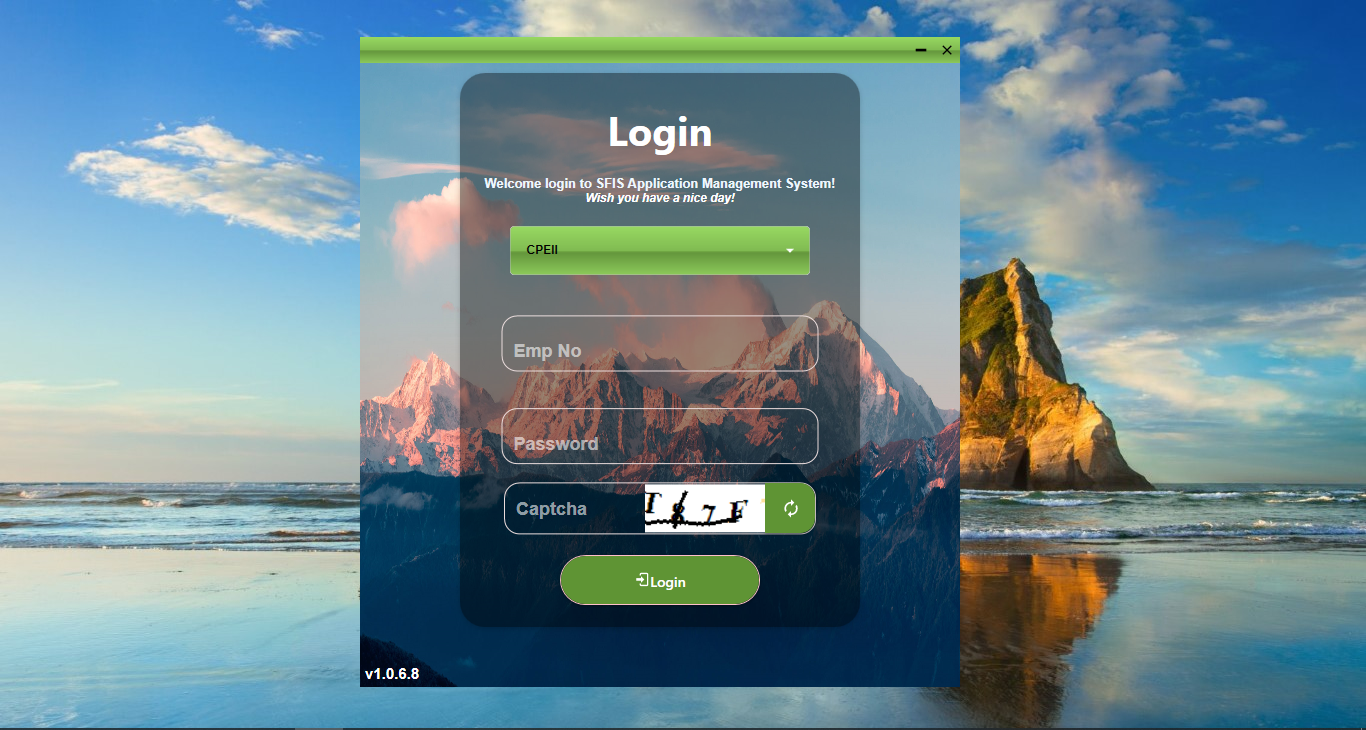 Login
Welcome login to SFIS Application Management System!
Wish you have a nice day!
CPEII
Emp No
Password
Captcha
Login
v1.0.6.8